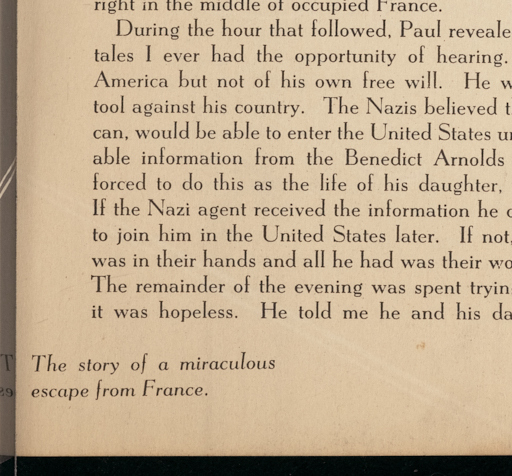 right in the middle of occupied France.
During the hour that followed, Paul
tales I ever had the opportunity of hearing.
America but not of his own free will. He
tool against his country. The Nazis believed
can, would be able to enter the United States
able information from the Benedict Arnolds
forced to do this as the life of his daughter,
If the Nazi agent received the information he
to join him in the United States later. If not,
was in their hands and all he had was their
The remainder of the evening was spent
it was hopeless. He told me he and his
The story of a miraculous
escape from France.